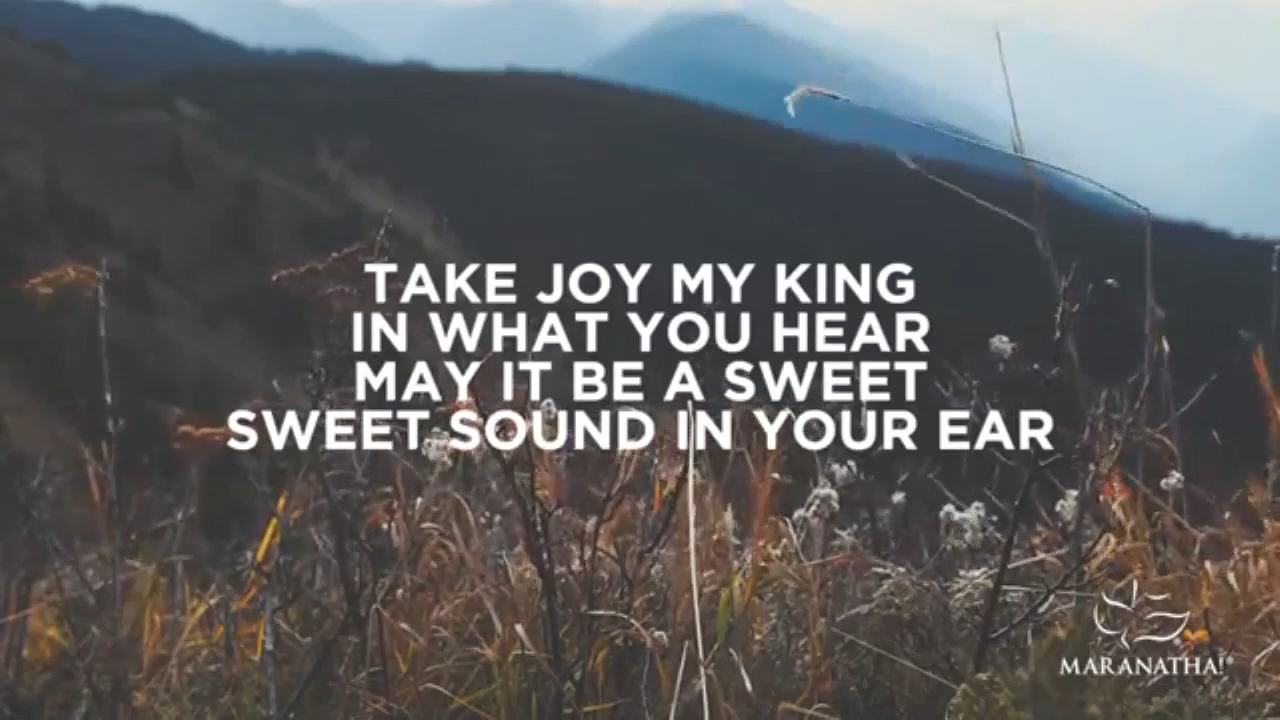 TAKE JOY MY KING
IN WHAT YOU HEAR
MAY IT BE A SWEET
SWEET SOUND IN YOUR EAR
MARANATHA!®